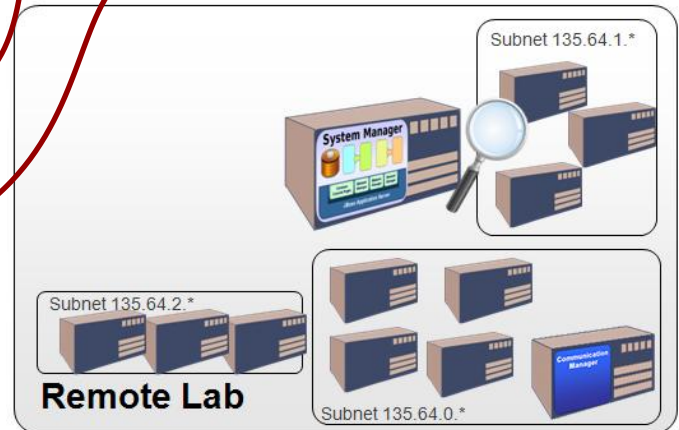 Subnet 135.64.1.*
System Manager
Subnet 135.64.2.*
Communication
Manager
Remote Lab
Subnet 135.64.0.*